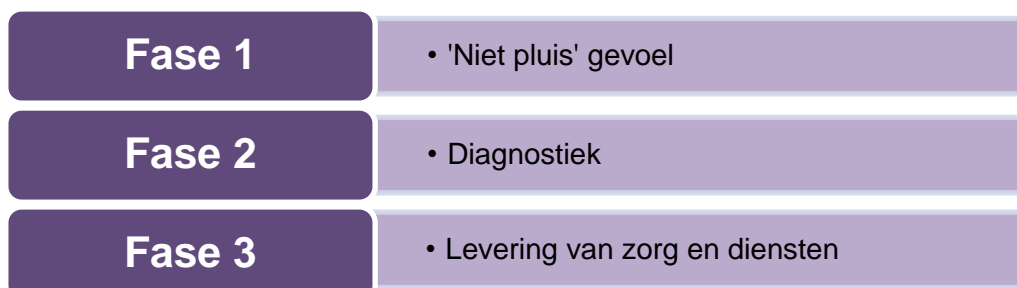 Fase 1
• 'Niet pluis' gevoel
Fase 2
• Diagnostiek
Fase 3
• Levering van zorg en diensten